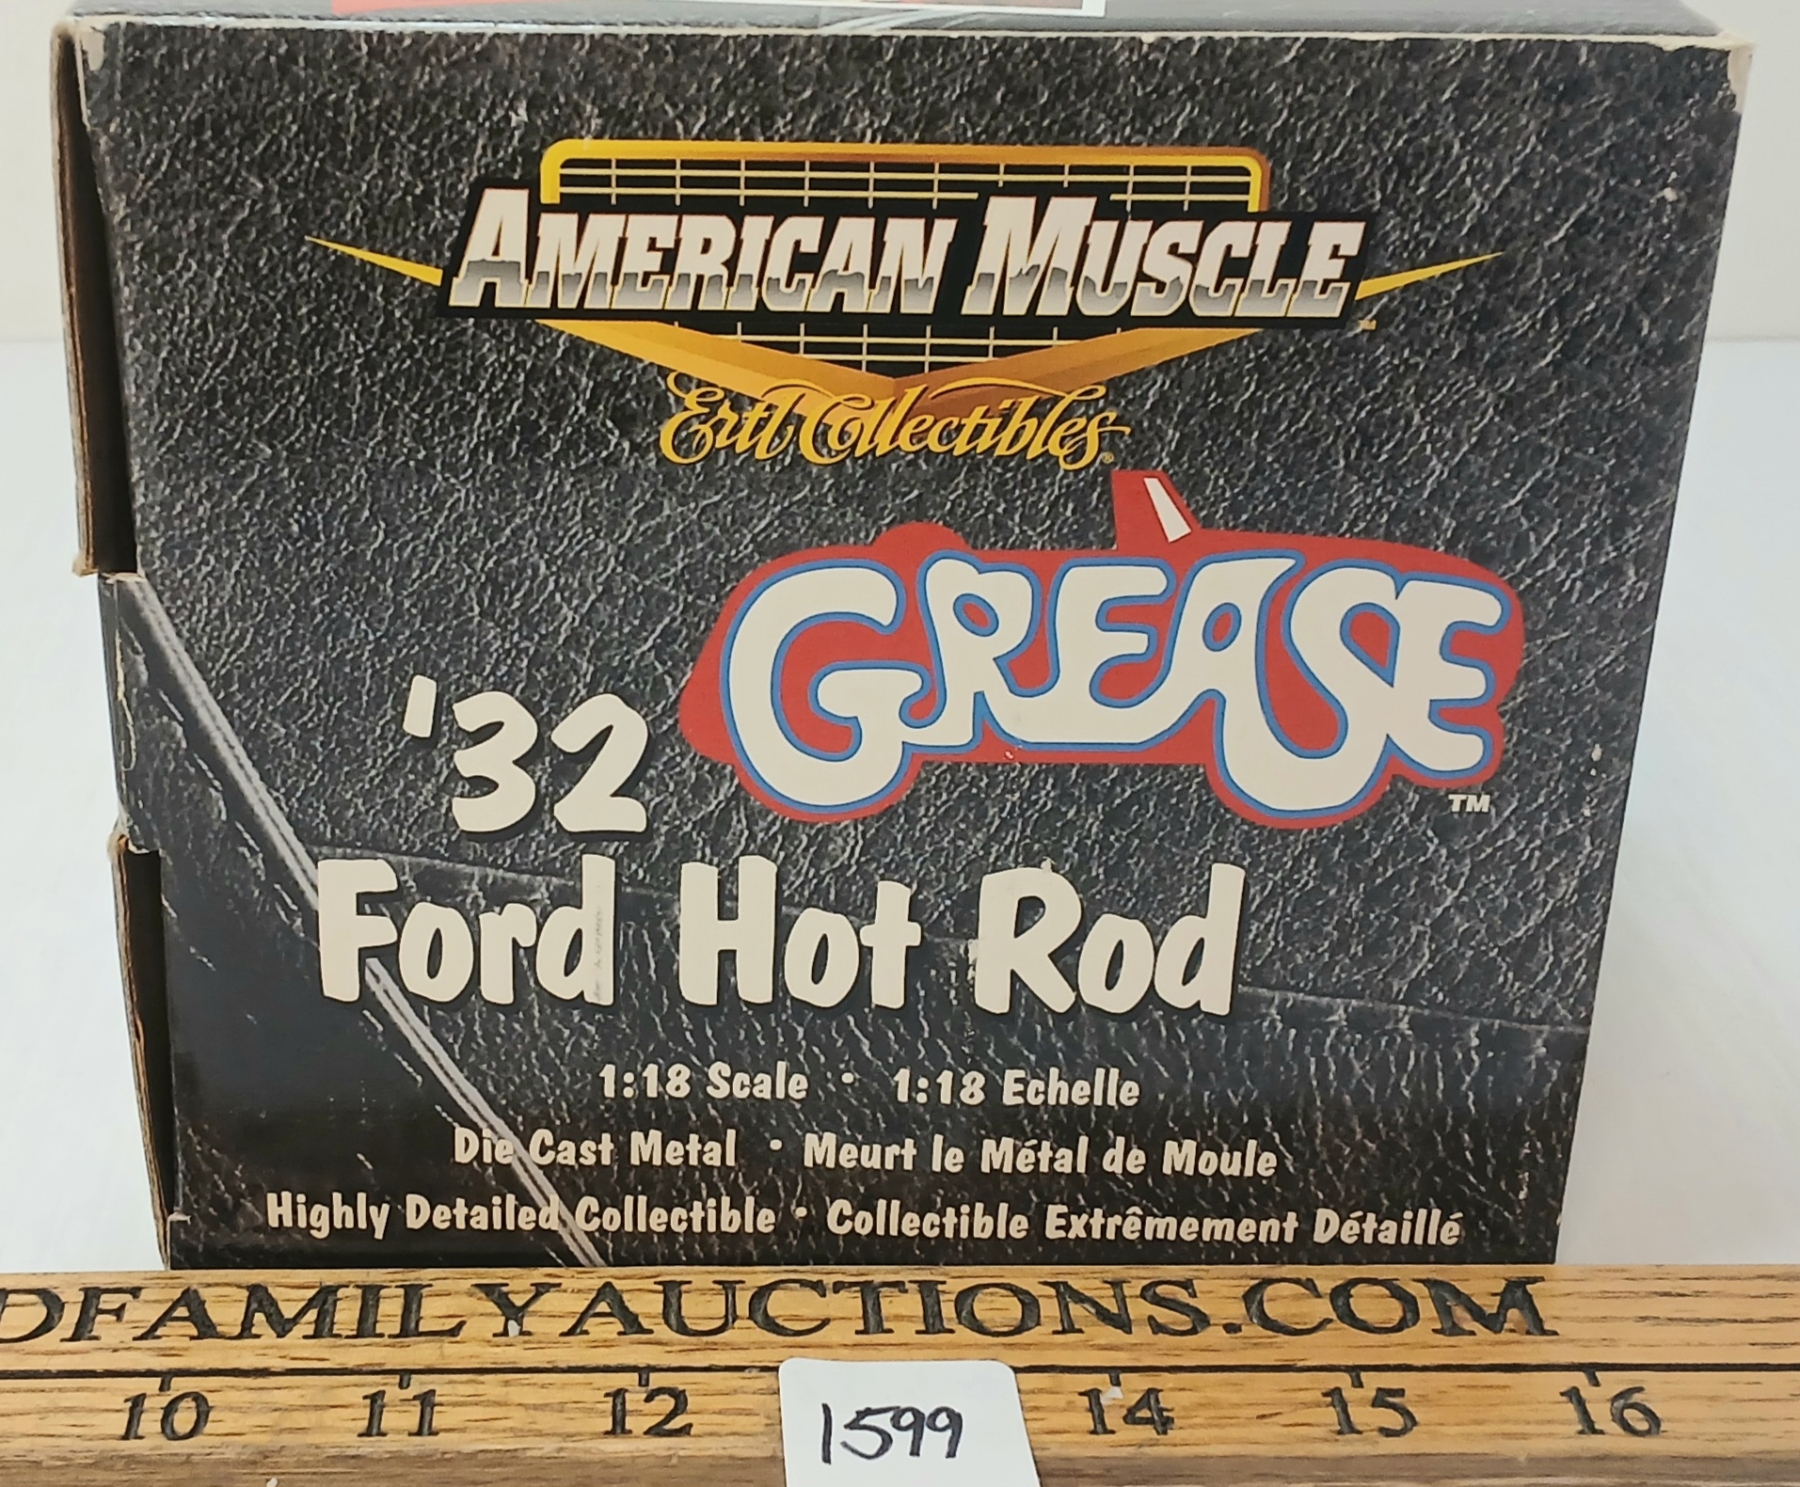 AMERICAN MUSCLE ™
Ertl Collectibles®
GREASE ™
'32
Ford Hot Rod
1:18 Scale • 1:18 Echelle
Die Cast Metal • Meurt le Métal de Moule
Highly Detailed Collectible • Collectible Extrêmement Détaillé
DFAMILYAUCTIONS.COM
10 11 12 14 15 16
1599